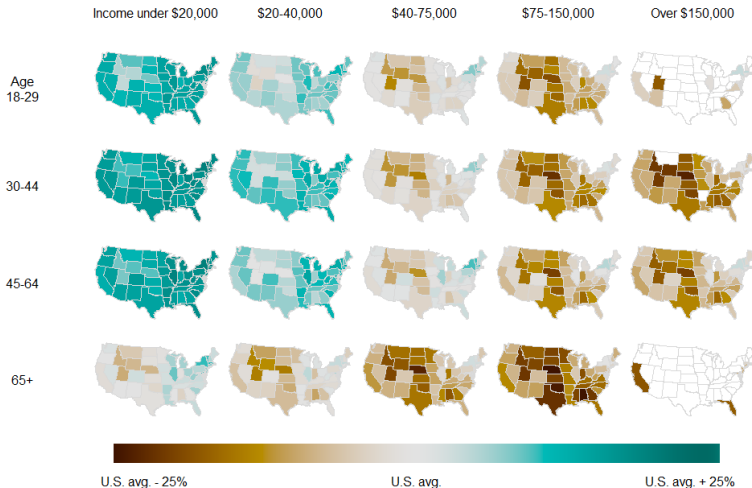 Income under $20,000 $20-40,000 $40-75,000 $75-150,000 Over $150,000
Age
18-29
30-44
45-64
65+
U.S. avg. - 25% U.S. avg. U.S. avg. + 25%